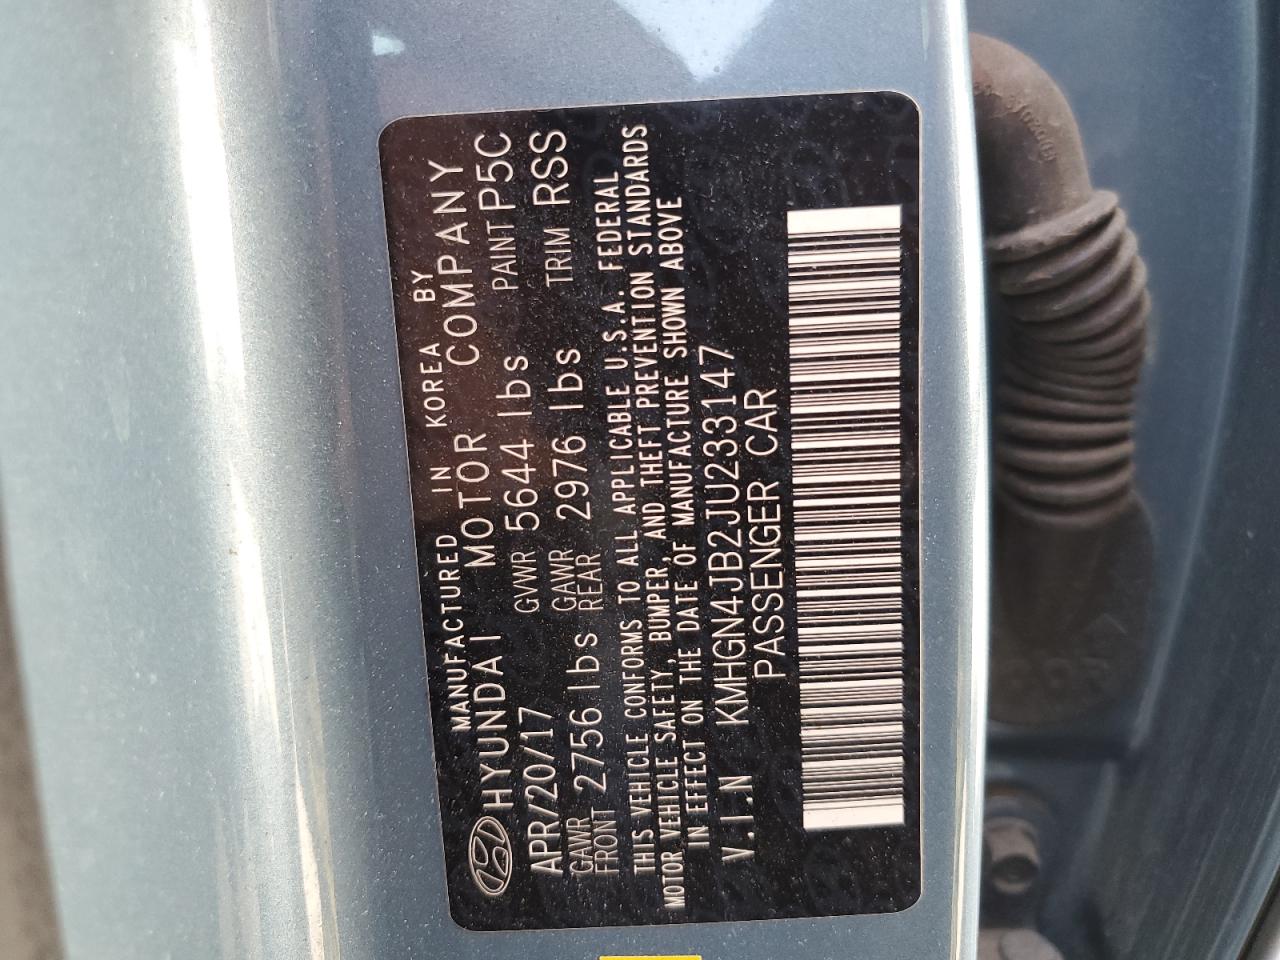 MANUFACTURED IN KOREA BY
HYUNDAI MOTOR COMPANY
APR/20/17 GVWR 5644 lbs PAINT P5C
GAWR FRONT 2756 lbs GAWR REAR 2976 lbs TRIM RSS
THIS VEHICLE CONFORMS TO ALL APPLICABLE U.S.A. FEDERAL
MOTOR VEHICLE SAFETY, BUMPER, AND THEFT PREVENTION STANDARDS
IN EFFECT ON THE DATE OF MANUFACTURE SHOWN ABOVE
V.I.N KMHGN4JB2JU233147
PASSENGER CAR